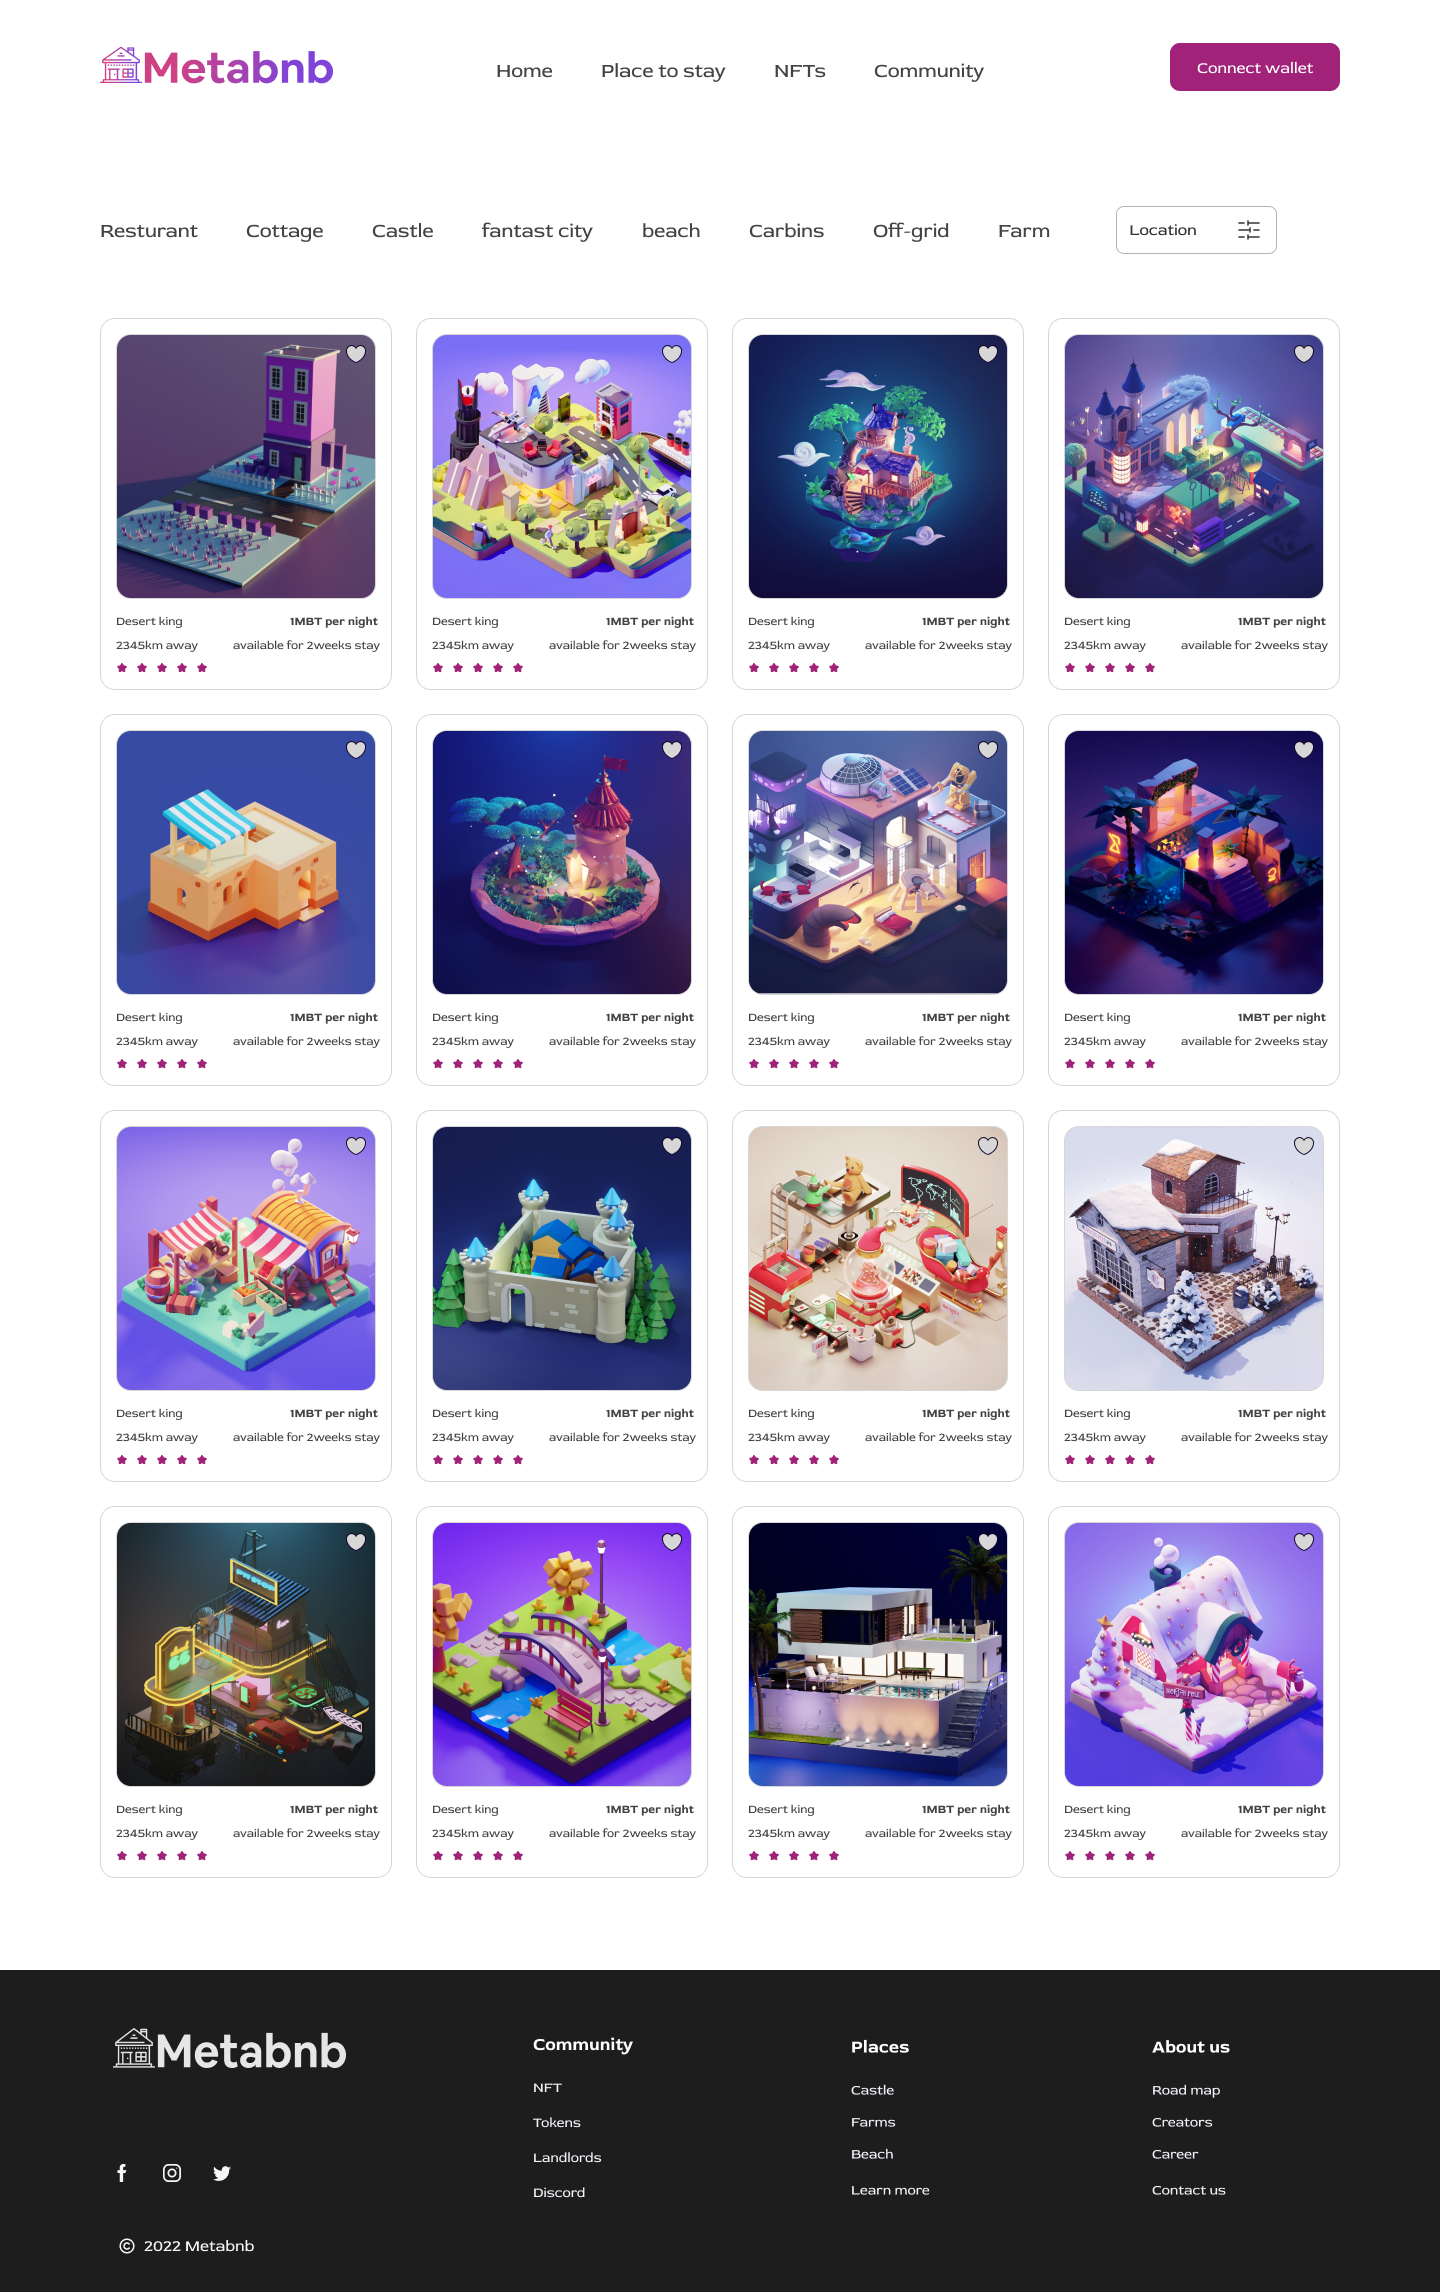 Metabnb
Home Place to stay NFTs Community
Connect wallet
Resturant Cottage Castle fantast city beach Carbins Off-grid Farm
Location
Desert king 1MBT per night
2345km away available for 2weeks stay
Desert king 1MBT per night
2345km away available for 2weeks stay
Desert king 1MBT per night
2345km away available for 2weeks stay
Desert king 1MBT per night
2345km away available for 2weeks stay
Desert king 1MBT per night
2345km away available for 2weeks stay
Desert king 1MBT per night
2345km away available for 2weeks stay
Desert king 1MBT per night
2345km away available for 2weeks stay
Desert king 1MBT per night
2345km away available for 2weeks stay
Desert king 1MBT per night
2345km away available for 2weeks stay
Desert king 1MBT per night
2345km away available for 2weeks stay
Desert king 1MBT per night
2345km away available for 2weeks stay
Desert king 1MBT per night
2345km away available for 2weeks stay
66
Desert king 1MBT per night
2345km away available for 2weeks stay
Desert king 1MBT per night
2345km away available for 2weeks stay
Desert king 1MBT per night
2345km away available for 2weeks stay
Desert king 1MBT per night
2345km away available for 2weeks stay
Metabnb
Community
NFT
Tokens
Landlords
Discord
Places
Castle
Farms
Beach
Learn more
About us
Road map
Creators
Career
Contact us
© 2022 Metabnb